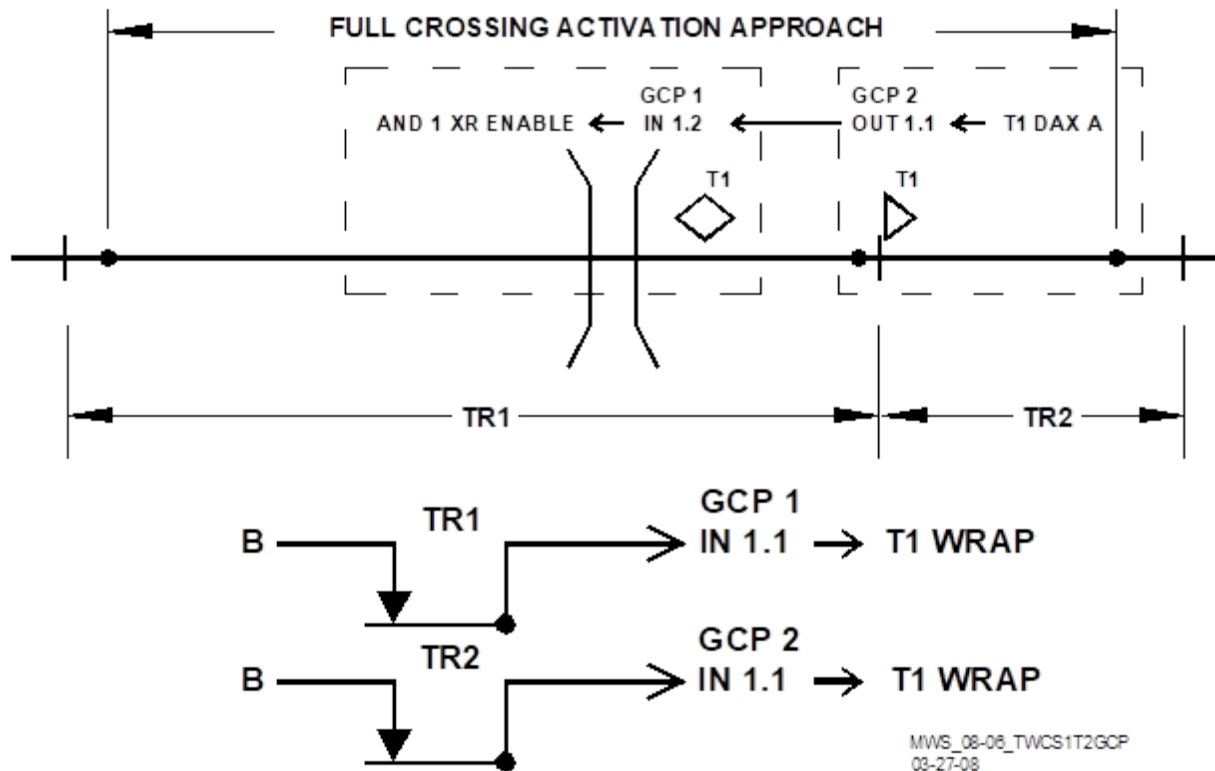 FULL CROSSING ACTIVATION APPROACH
GCP 1
IN 1.2
AND 1 XR ENABLE
GCP 2
OUT 1.1
T1 DAX A
T1
T1
TR1
TR2
TR1
B
GCP 1
IN 1.1
T1 WRAP
TR2
B
GCP 2
IN 1.1
T1 WRAP
MWS_08-06_TWCS1T2GCP
03-27-08